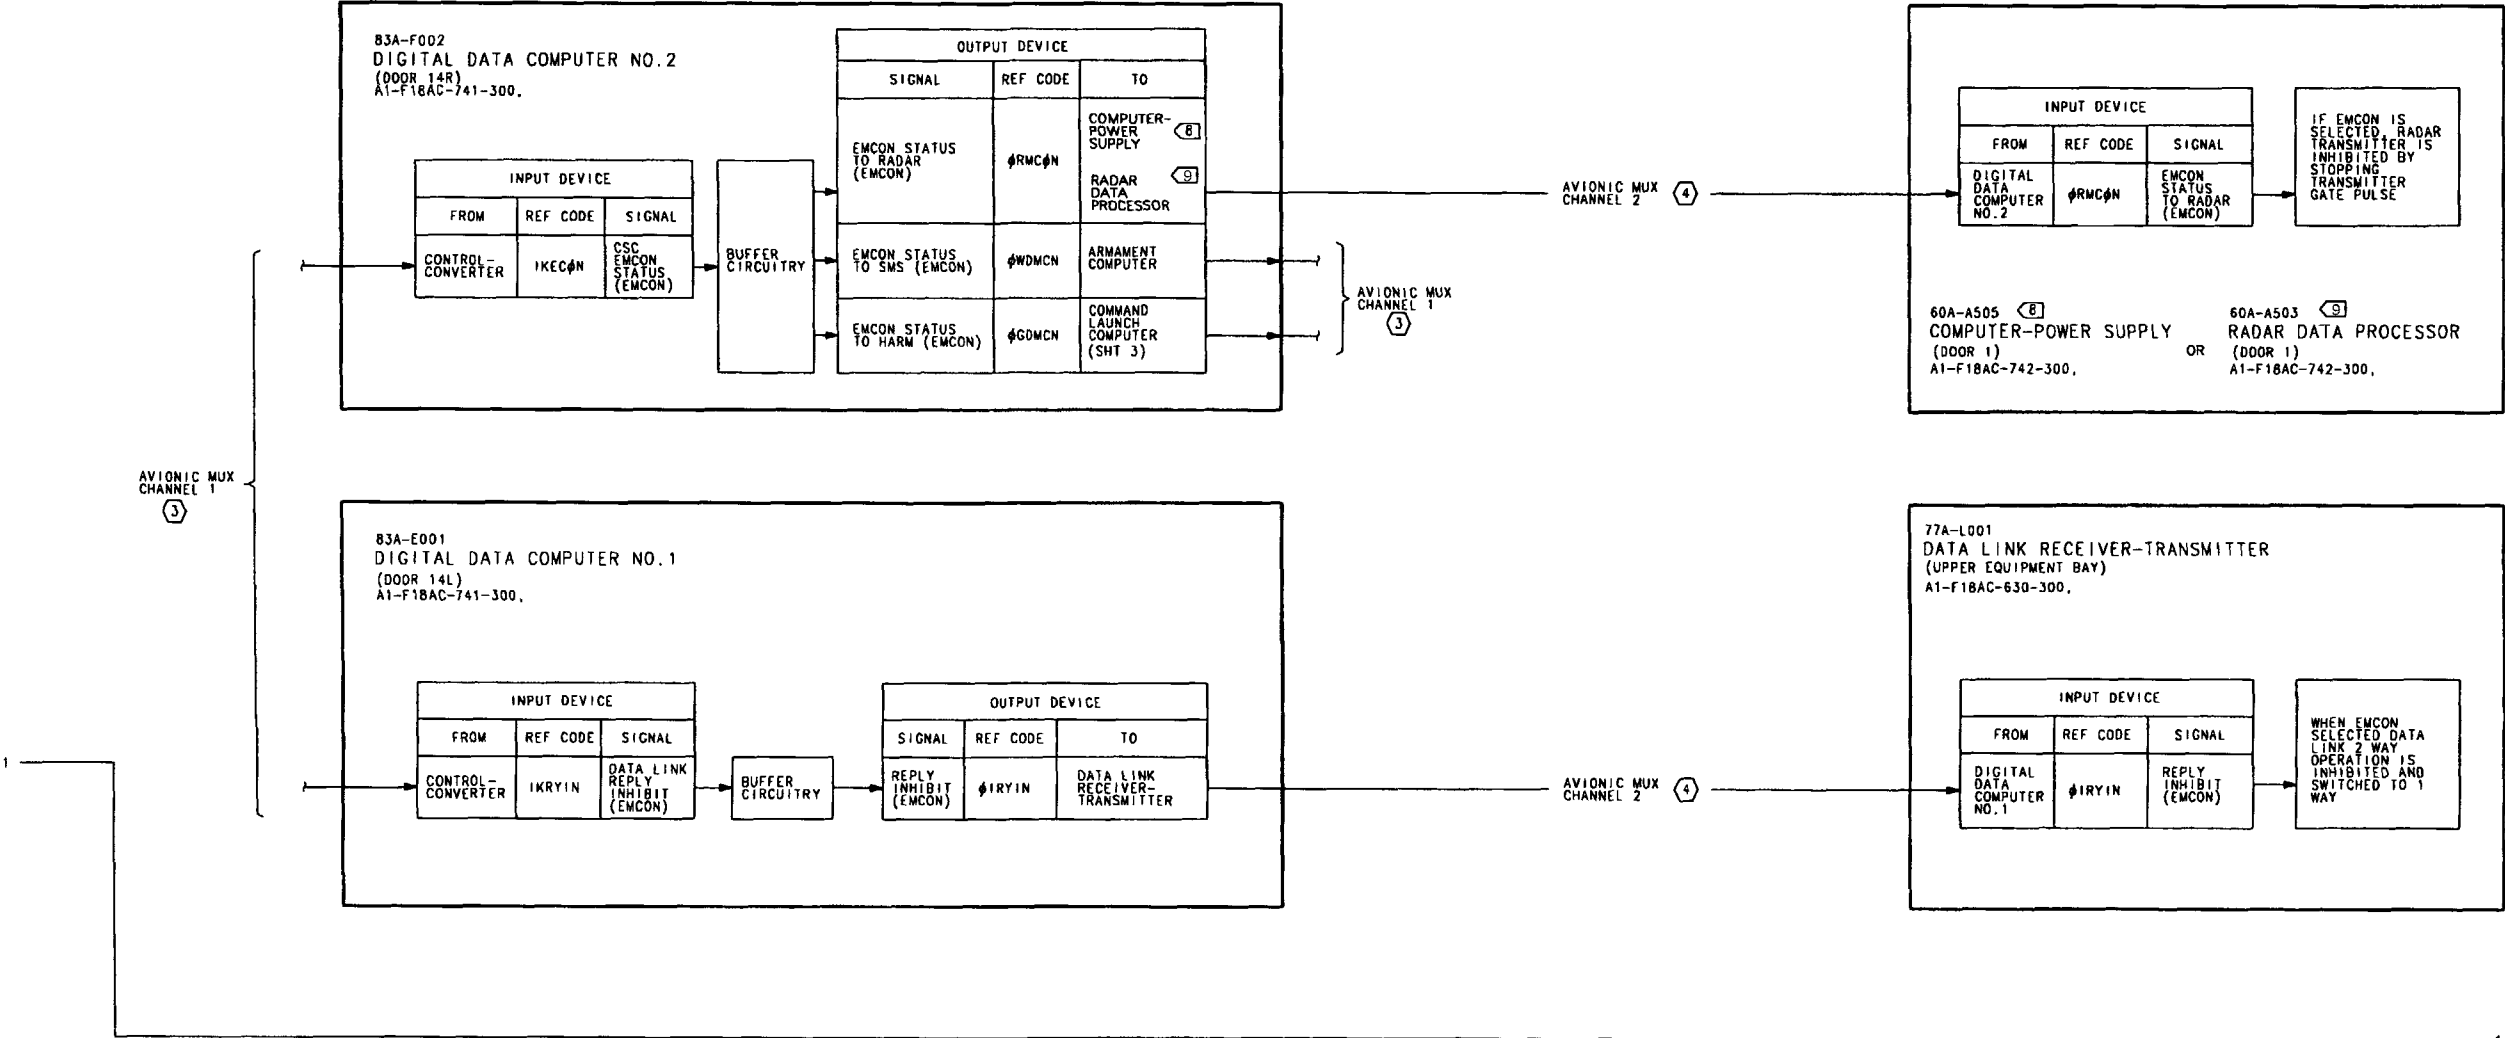 83A-F002
DIGITAL DATA COMPUTER NO.2
(DOOR 14R)
A1-F18AC-741-300,
INPUT DEVICE
FROM
REF CODE
SIGNAL
CONTROL-
CONVERTER
IKECØN
CSC
EMCON
STATUS
(EMCON)
BUFFER
CIRCUITRY
OUTPUT DEVICE
SIGNAL
REF CODE
TO
EMCON STATUS
TO RADAR
(EMCON)
ØRMCØN
COMPUTER-
POWER
SUPPLY
8
RADAR
DATA
PROCESSOR
9
EMCON STATUS
TO SMS (EMCON)
ØWDMCN
ARMAMENT
COMPUTER
EMCON STATUS
TO HARM (EMCON)
ØGDMCN
COMMAND
LAUNCH
COMPUTER
(SHT 3)
AVIONIC MUX
CHANNEL 1
3
AVIONIC MUX
CHANNEL 2
4
INPUT DEVICE
FROM
REF CODE
SIGNAL
DIGITAL
DATA
COMPUTER
NO.2
ØRMCØN
EMCON
STATUS
TO RADAR
(EMCON)
IF EMCON IS
SELECTED, RADAR
TRANSMITTER IS
INHIBITED BY
STOPPING
TRANSMITTER
GATE PULSE
60A-A505 8
COMPUTER-POWER SUPPLY
(DOOR 1)
A1-F18AC-742-300,
OR
60A-A503 9
RADAR DATA PROCESSOR
(DOOR 1)
A1-F18AC-742-300,
AVIONIC MUX
CHANNEL 1
3
83A-E001
DIGITAL DATA COMPUTER NO.1
(DOOR 14L)
A1-F18AC-741-300,
INPUT DEVICE
FROM
REF CODE
SIGNAL
CONTROL-
CONVERTER
IKRYIN
DATA LINK
REPLY
INHIBIT
(EMCON)
BUFFER
CIRCUITRY
OUTPUT DEVICE
SIGNAL
REF CODE
TO
REPLY
INHIBIT
(EMCON)
ØIRYIN
DATA LINK
RECEIVER-
TRANSMITTER
AVIONIC MUX
CHANNEL 2
4
77A-L001
DATA LINK RECEIVER-TRANSMITTER
(UPPER EQUIPMENT BAY)
A1-F18AC-630-300,
INPUT DEVICE
FROM
REF CODE
SIGNAL
DIGITAL
DATA
COMPUTER
NO.1
ØIRYIN
REPLY
INHIBIT
(EMCON)
WHEN EMCON
SELECTED DATA
LINK 2 WAY
OPERATION IS
INHIBITED AND
SWITCHED TO 1
WAY
1